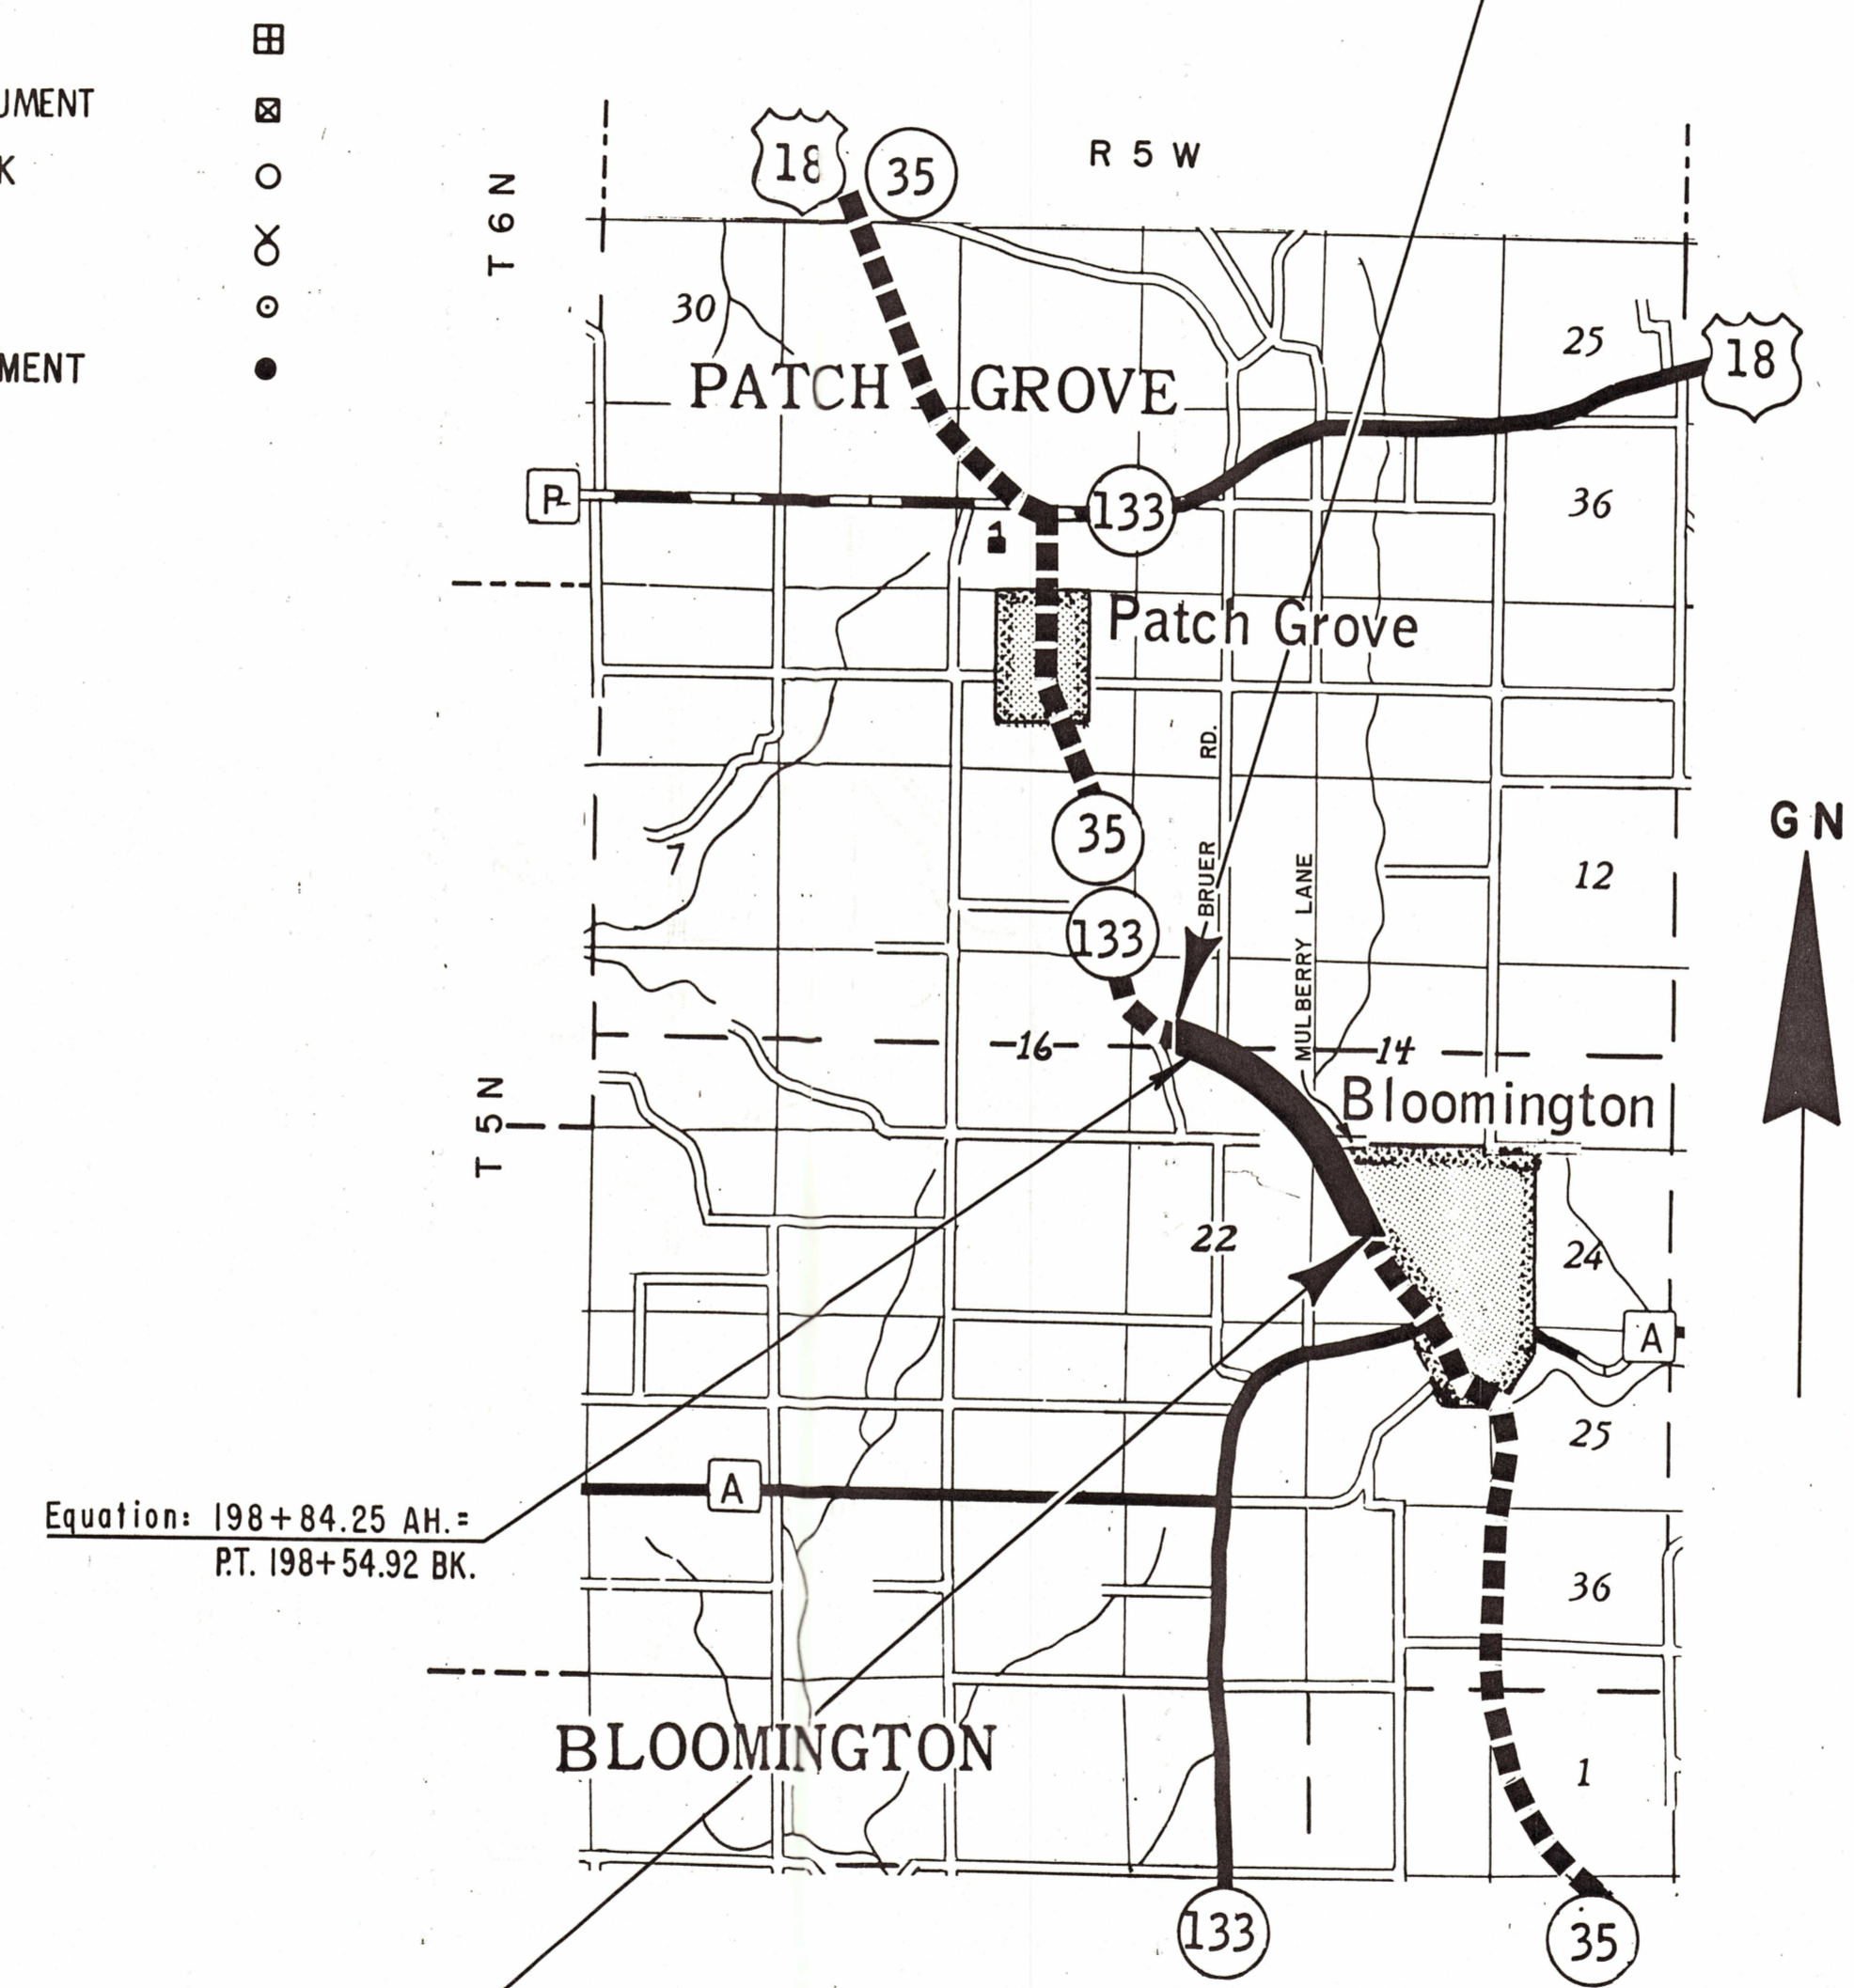 UMENT
K
MENT
18
35
R 5 W
T 6 N
30
25
18
PATCH GROVE
P
133
36
1
Patch Grove
RD.
GN
7
35
12
BRUER
MULBERRY LANE
133
-16-
14
T 5 N
Bloomington
22
24
A
25
A
Equation: 198+84.25 AH.=
P.T. 198+54.92 BK.
36
BLOOMINGTON
1
133
35